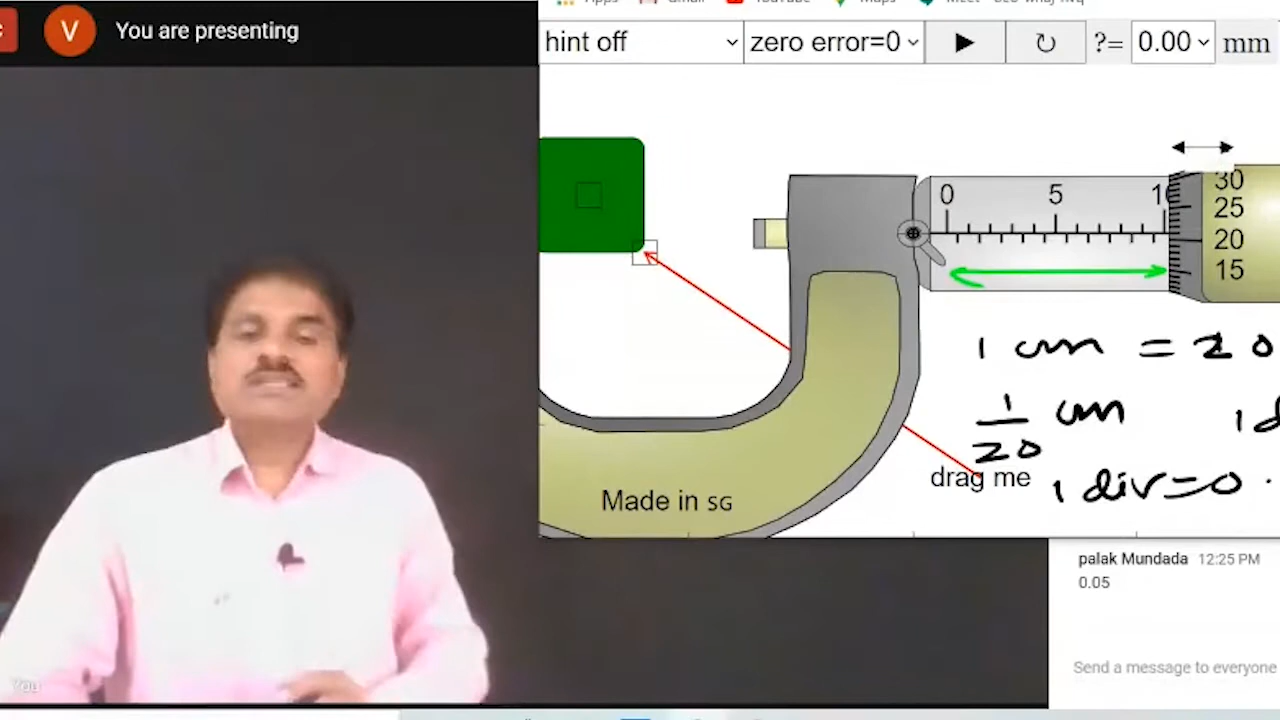 V You are presenting
hint off zero error=0 ?= 0.00 mm
0 5 10
30
25
20
15
1 cm = 20
1/20 cm
1 div=0.
drag me
Made in SG
palak Mundada 12:25 PM
0.05
Send a message to everyone
You